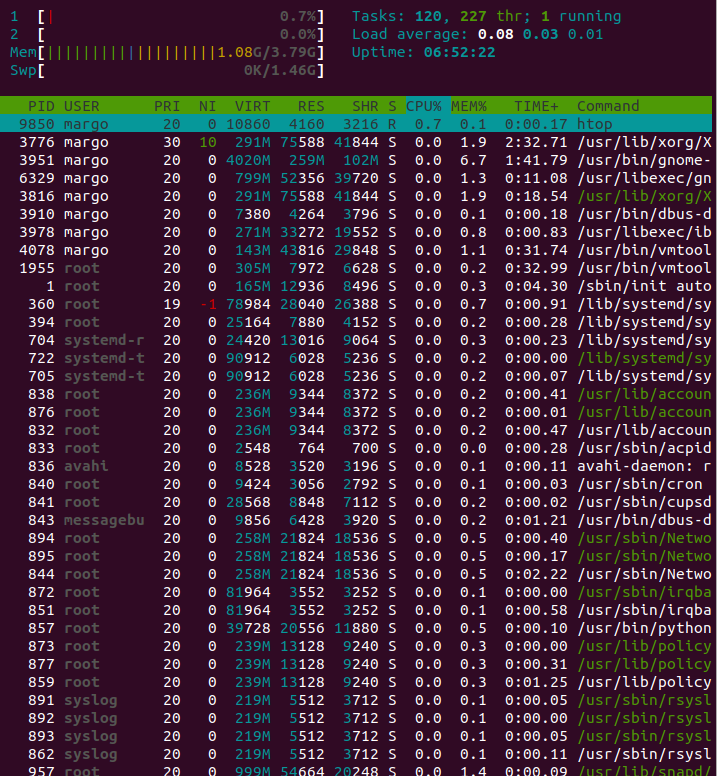 1 [| 0.7%] Tasks: 120, 227 thr; 1 running
2 [ 0.0%] Load average: 0.08 0.03 0.01
Mem[||||||||||||||||||||1.08G/3.79G] Uptime: 06:52:22
Swp[ 0K/1.46G]
PID USER PRI NI VIRT RES SHR S CPU% MEM% TIME+ Command
9850 margo 20 0 10860 4160 3216 R 0.7 0.1 0:00.17 htop
3776 margo 30 10 291M 75588 41844 S 0.0 1.9 2:32.71 /usr/lib/xorg/X
3951 margo 20 0 4020M 259M 102M S 0.0 6.7 1:41.79 /usr/bin/gnome-
6329 margo 20 0 799M 52356 39720 S 0.0 1.3 0:11.08 /usr/libexec/gn
3816 margo 20 0 291M 75588 41844 S 0.0 1.9 0:18.54 /usr/lib/xorg/X
3910 margo 20 0 7380 4264 3796 S 0.0 0.1 0:00.18 /usr/bin/dbus-d
3978 margo 20 0 271M 33272 19552 S 0.0 0.8 0:00.83 /usr/libexec/ib
4078 margo 20 0 143M 43816 29848 S 0.0 1.1 0:31.74 /usr/bin/vmtool
1955 root 20 0 305M 7972 6628 S 0.0 0.2 0:32.99 /usr/bin/vmtool
1 root 20 0 165M 12936 8496 S 0.0 0.3 0:04.30 /sbin/init auto
360 root 19 -1 78984 28040 26388 S 0.0 0.7 0:00.91 /lib/systemd/sy
394 root 20 0 25164 7880 4152 S 0.0 0.2 0:00.28 /lib/systemd/sy
704 systemd-r 20 0 24420 13016 9064 S 0.0 0.3 0:00.23 /lib/systemd/sy
722 systemd-t 20 0 90912 6028 5236 S 0.0 0.2 0:00.00 /lib/systemd/sy
705 systemd-t 20 0 90912 6028 5236 S 0.0 0.2 0:00.07 /lib/systemd/sy
838 root 20 0 236M 9344 8372 S 0.0 0.2 0:00.41 /usr/lib/accoun
876 root 20 0 236M 9344 8372 S 0.0 0.2 0:00.01 /usr/lib/accoun
832 root 20 0 236M 9344 8372 S 0.0 0.2 0:00.47 /usr/lib/accoun
833 root 20 0 2548 764 700 S 0.0 0.0 0:00.28 /usr/sbin/acpid
836 avahi 20 0 8528 3520 3196 S 0.0 0.1 0:00.11 avahi-daemon: r
840 root 20 0 9424 3056 2792 S 0.0 0.1 0:00.03 /usr/sbin/cron
841 root 20 0 28568 8848 7112 S 0.0 0.2 0:00.02 /usr/sbin/cupsd
843 messagebu 20 0 9856 6428 3920 S 0.0 0.2 0:01.21 /usr/bin/dbus-d
894 root 20 0 258M 21824 18536 S 0.0 0.5 0:00.40 /usr/sbin/Netwo
895 root 20 0 258M 21824 18536 S 0.0 0.5 0:00.17 /usr/sbin/Netwo
844 root 20 0 258M 21824 18536 S 0.0 0.5 0:02.22 /usr/sbin/Netwo
872 root 20 0 81964 3552 3252 S 0.0 0.1 0:00.00 /usr/sbin/irqba
851 root 20 0 81964 3552 3252 S 0.0 0.1 0:00.58 /usr/sbin/irqba
857 root 20 0 39728 20556 11880 S 0.0 0.5 0:00.10 /usr/bin/python
873 root 20 0 239M 13128 9240 S 0.0 0.3 0:00.00 /usr/lib/policy
877 root 20 0 239M 13128 9240 S 0.0 0.3 0:00.31 /usr/lib/policy
859 root 20 0 239M 13128 9240 S 0.0 0.3 0:01.25 /usr/lib/policy
891 syslog 20 0 219M 5512 3712 S 0.0 0.1 0:00.05 /usr/sbin/rsysl
892 syslog 20 0 219M 5512 3712 S 0.0 0.1 0:00.00 /usr/sbin/rsysl
893 syslog 20 0 219M 5512 3712 S 0.0 0.1 0:00.05 /usr/sbin/rsysl
862 syslog 20 0 219M 5512 3712 S 0.0 0.1 0:00.11 /usr/sbin/rsysl
957 root 20 0 999M 54664 20248 S 0.0 1.4 0:00.09 /usr/lib/snapd/